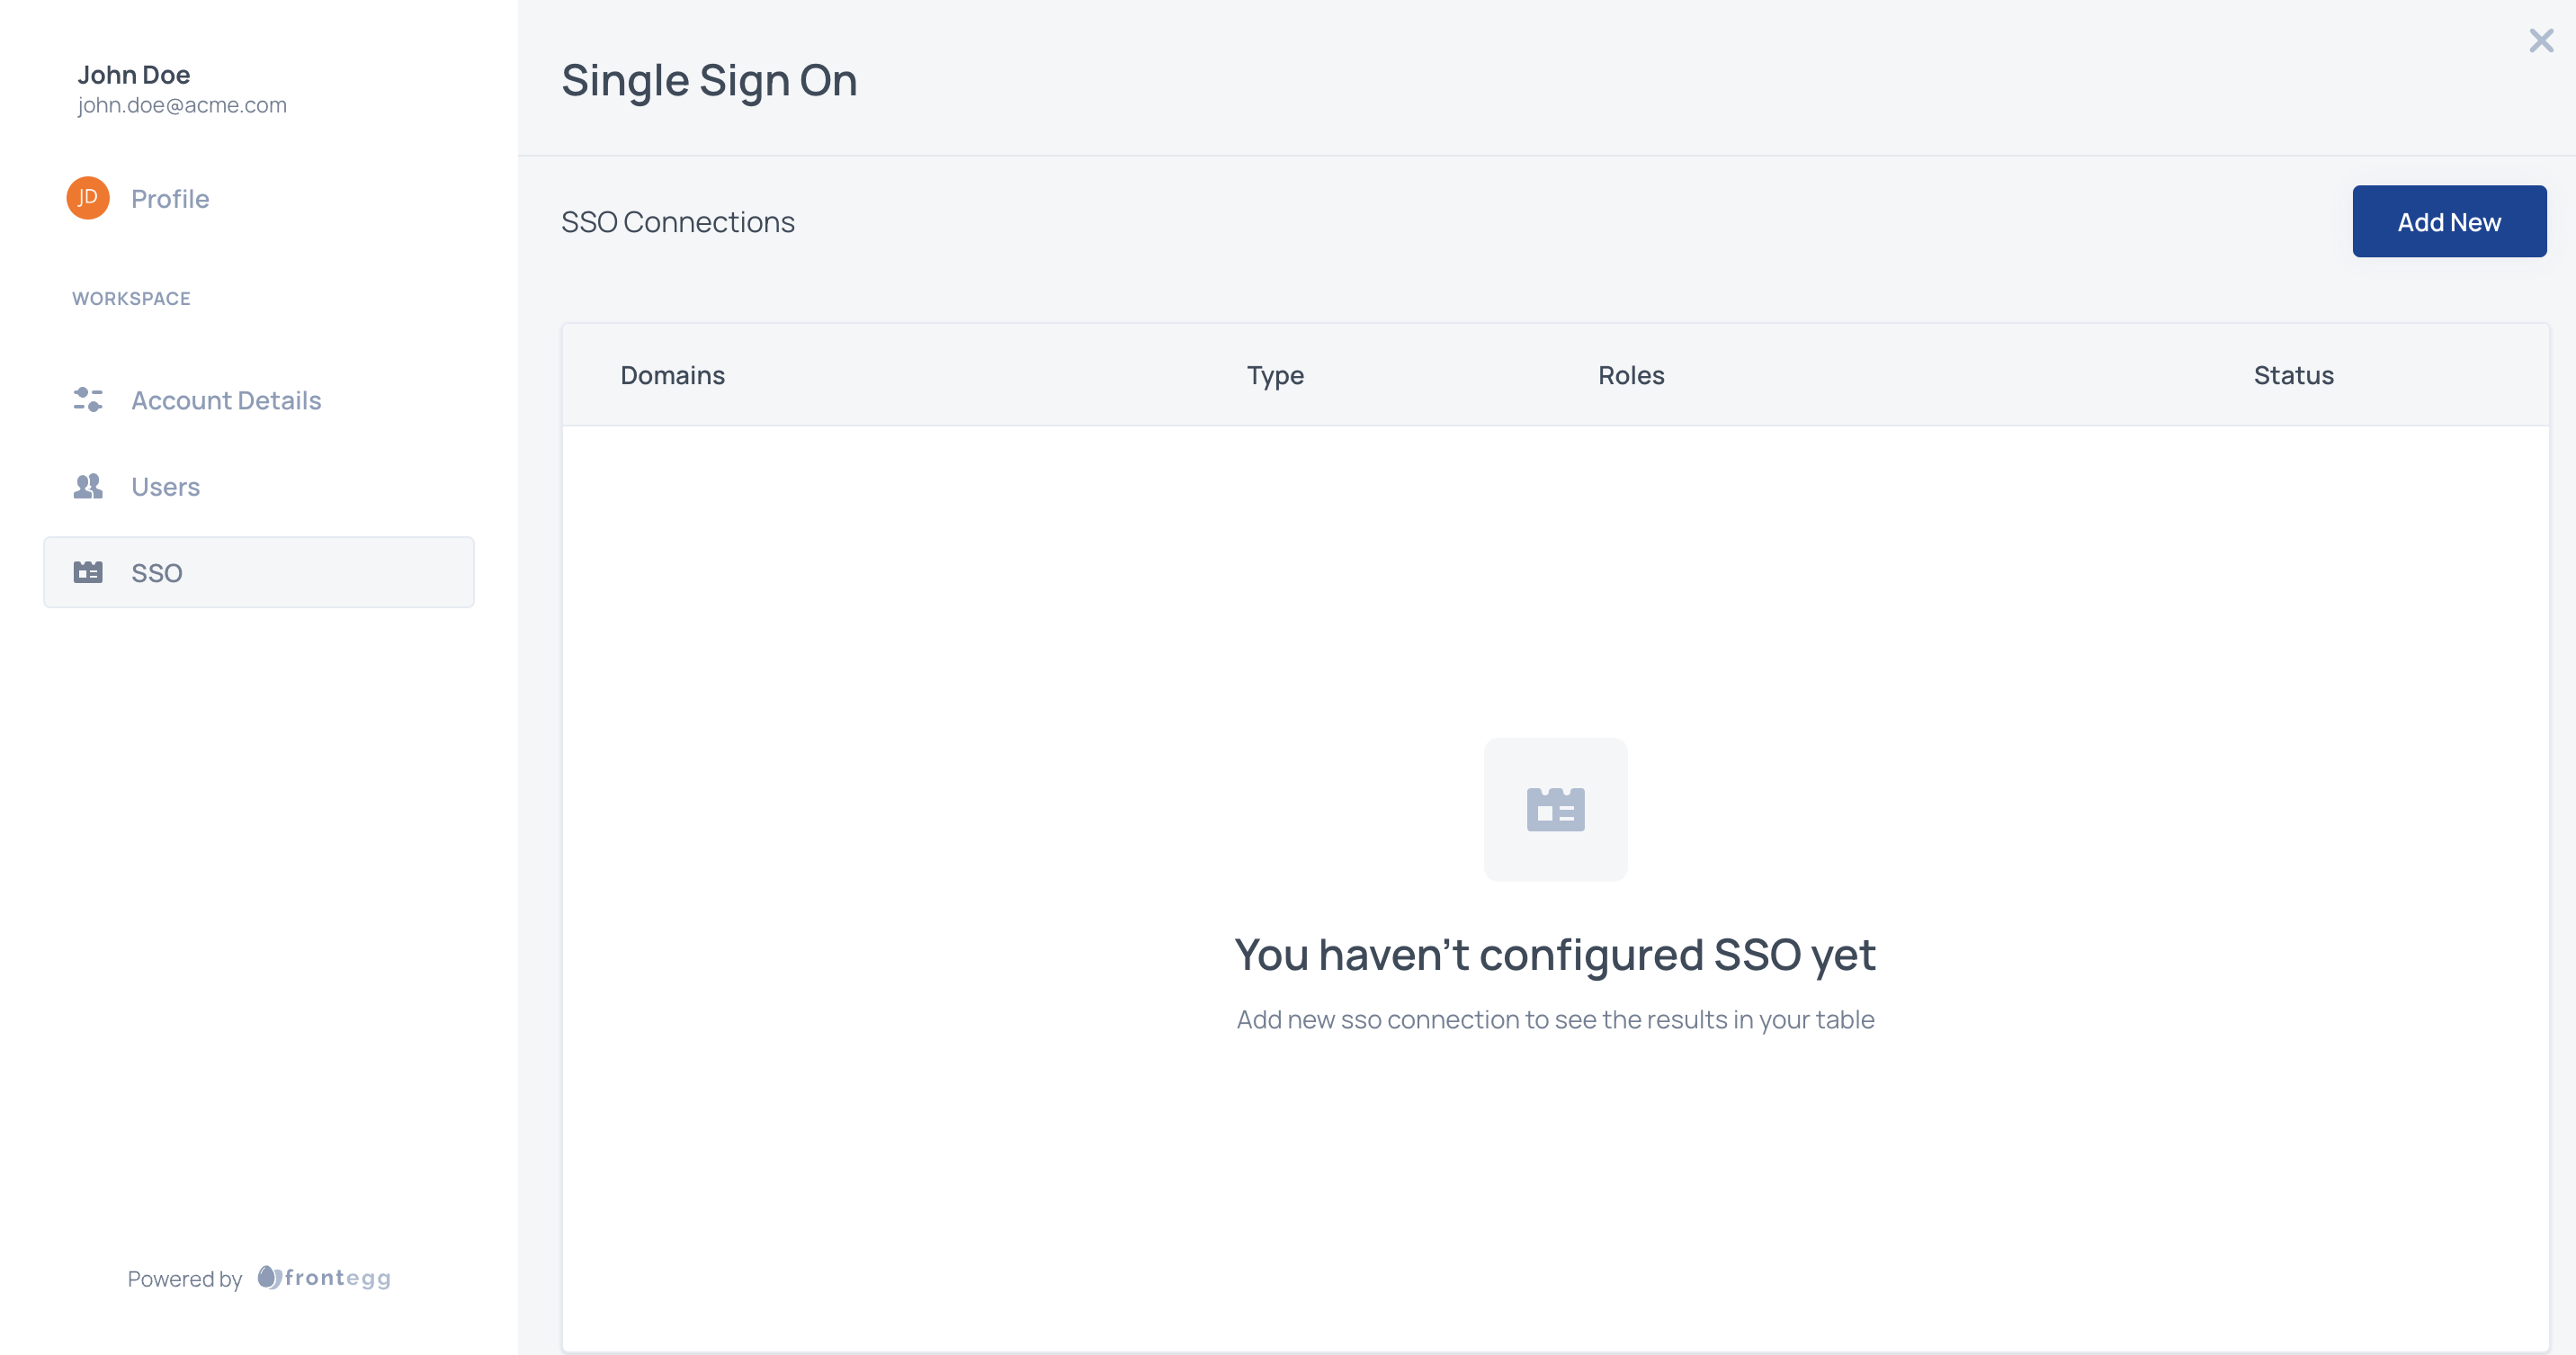 John Doe
john.doe@acme.com
JD Profile
WORKSPACE
Account Details
Users
SSO
Powered by frontegg
Single Sign On
SSO Connections
Add New
Domains Type Roles Status
You haven't configured SSO yet
Add new sso connection to see the results in your table